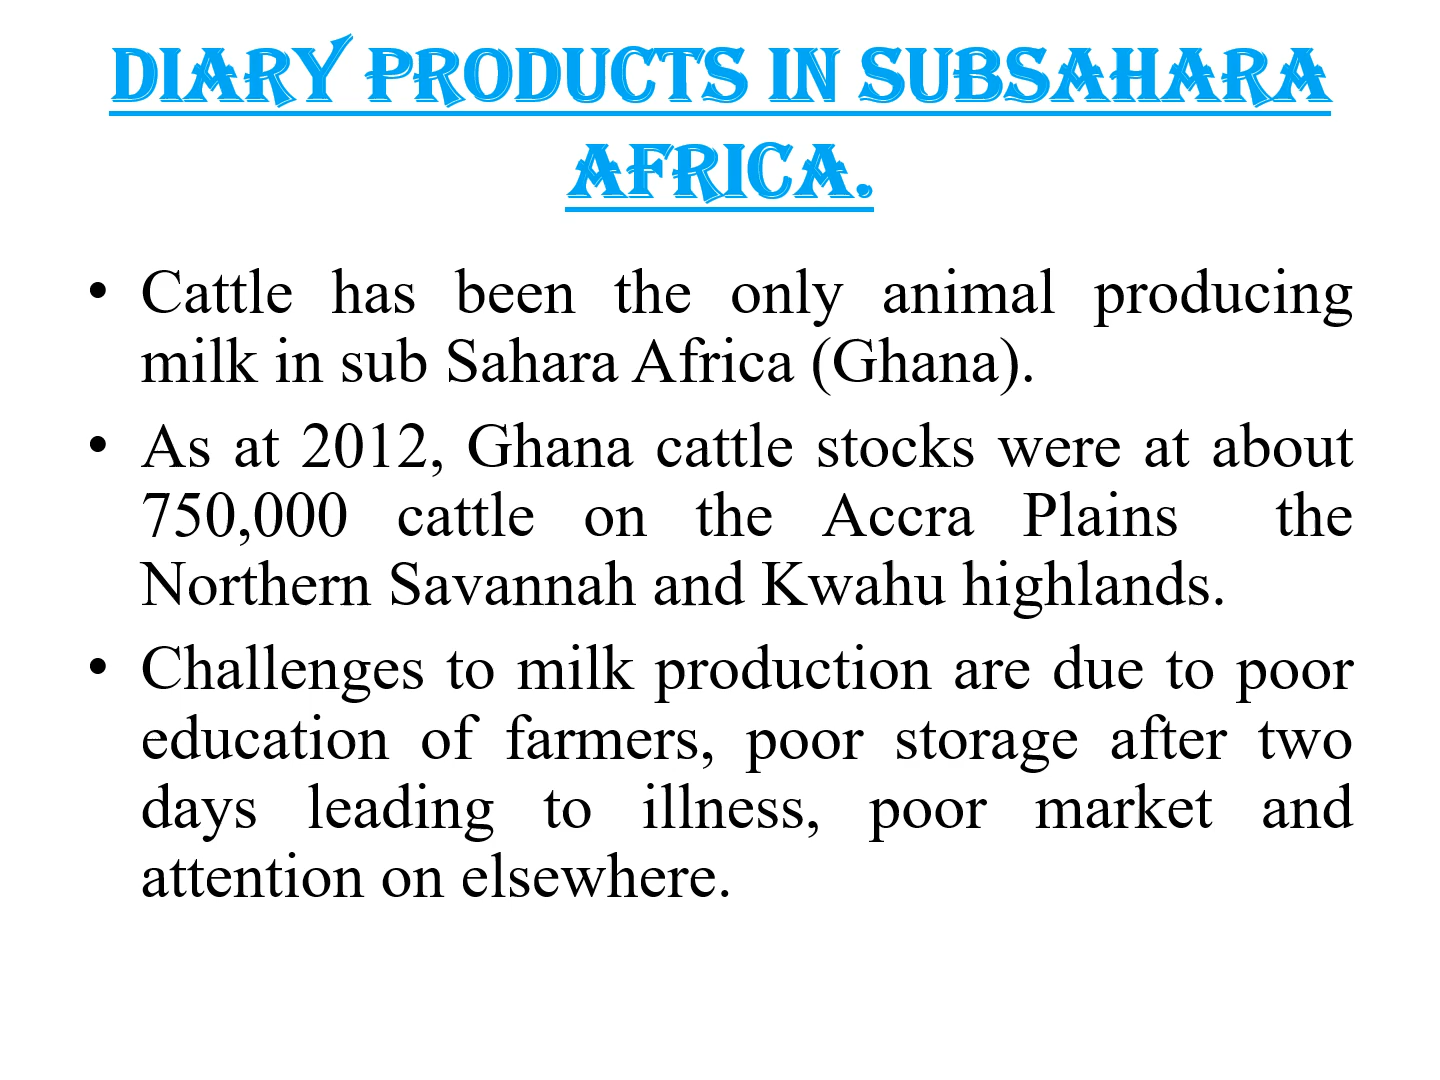 DIARY PRODUCTS IN SUBSAHARA
AFRICA.
• Cattle has been the only animal producing
milk in sub Sahara Africa (Ghana).
• As at 2012, Ghana cattle stocks were at about
750,000 cattle on the Accra Plains the
Northern Savannah and Kwahu highlands.
• Challenges to milk production are due to poor
education of farmers, poor storage after two
days leading to illness, poor market and
attention on elsewhere.